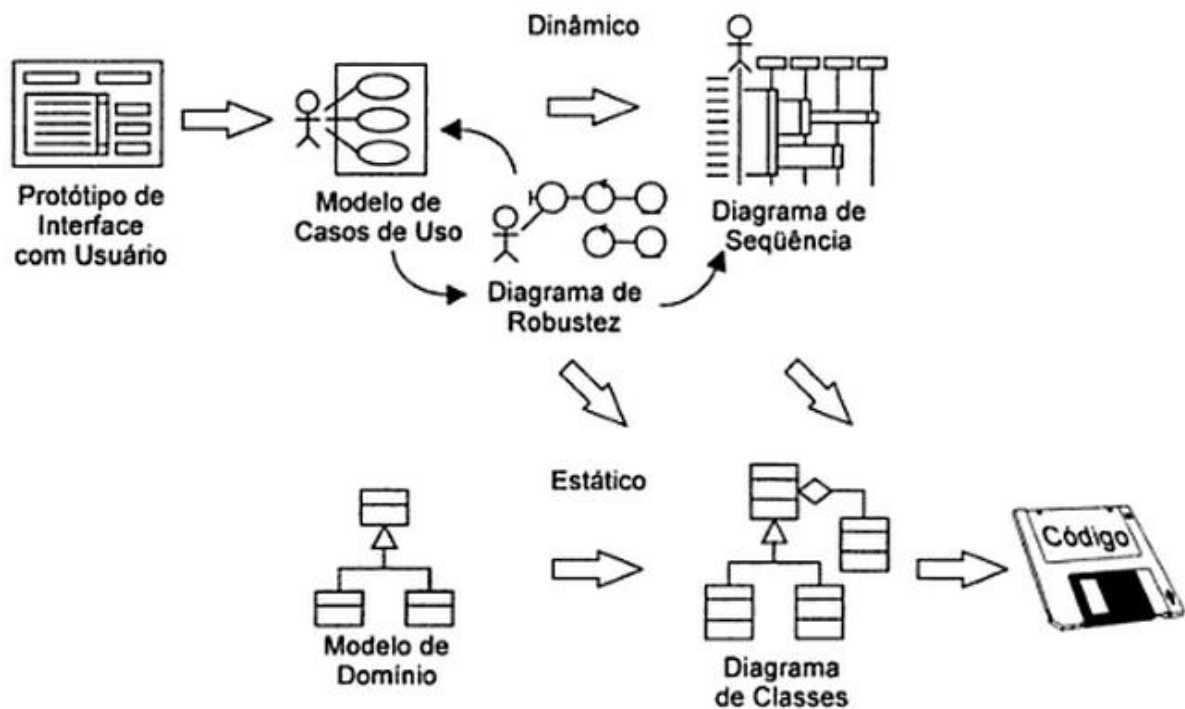 Dinâmico
Protótipo de
Interface
com Usuário
Modelo de
Casos de Uso
Diagrama de
Robustez
Diagrama de
Seqüência
Estático
Modelo de
Domínio
Diagrama
de Classes
Código